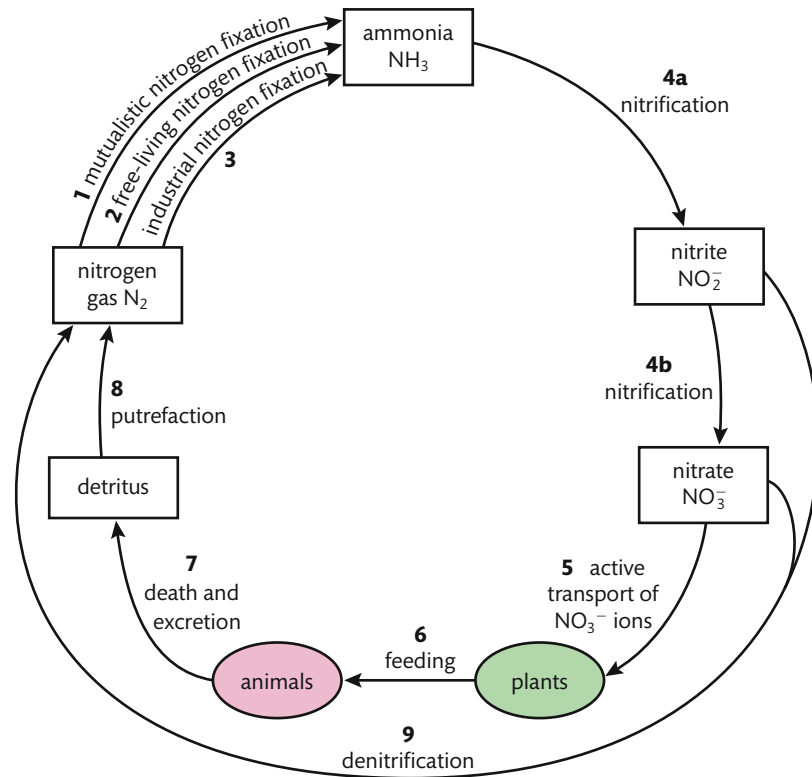 ammonia
NH₃
1 mutualistic nitrogen fixation
2 free-living nitrogen fixation
industrial nitrogen fixation
3
4a
nitrification
nitrogen
gas N₂
nitrite
NO₂⁻
4b
nitrification
8
putrefaction
detritus
nitrate
NO₃⁻
7
death and
excretion
5 active
transport of
NO₃⁻ ions
6
feeding
animals
plants
9
denitrification